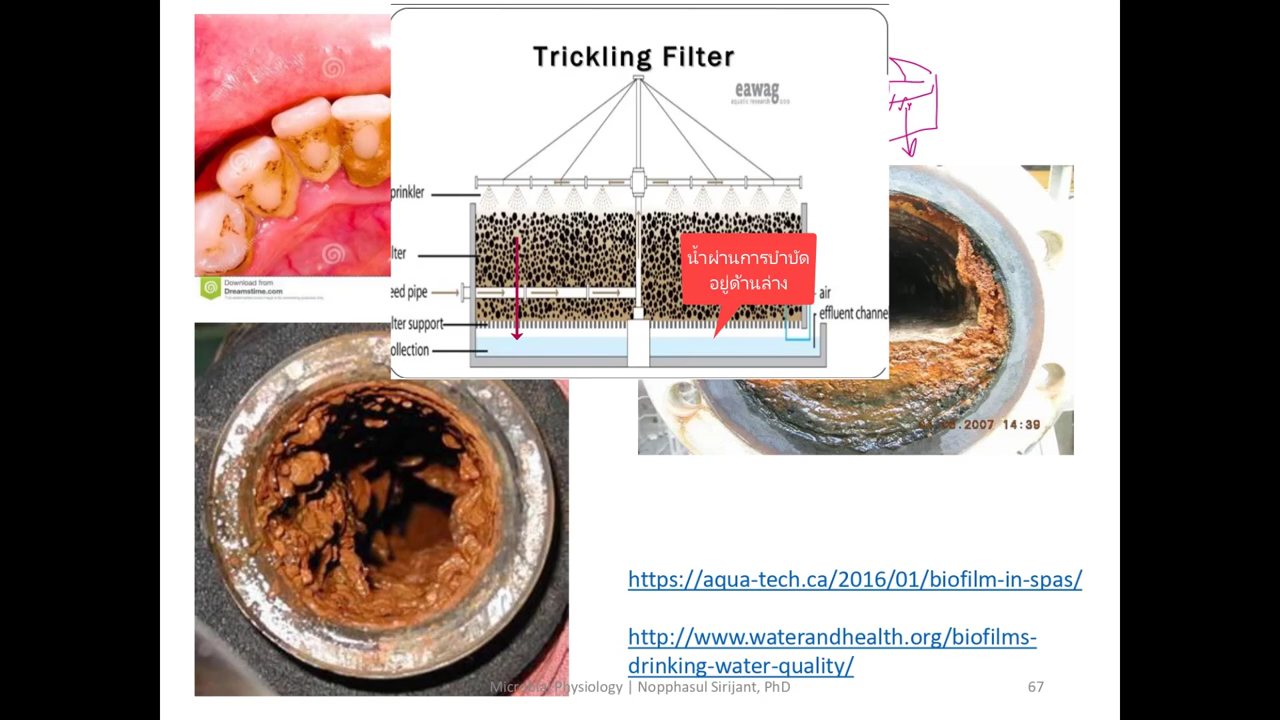 Trickling Filter
eawag
aquatic research
prinkler
lter
eed pipe
lter support
ollection
น้ำผ่านการบำบัด
อยู่ด้านล่าง
air
effluent channe
Download from
Dreamstime.com
2007 14:39
https://aqua-tech.ca/2016/01/biofilm-in-spas/
http://www.waterandhealth.org/biofilms-
drinking-water-quality/
Microbial Physiology | Nopphasul Sirijant, PhD
67